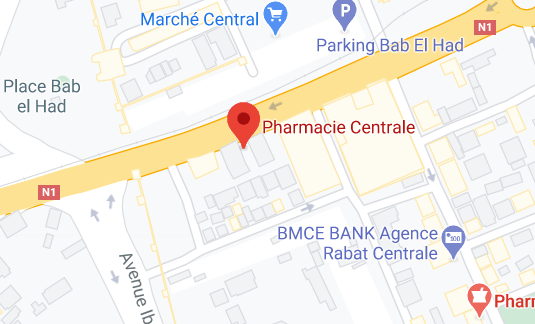 Marché Central
Parking Bab El Had
N1
Place Bab
el Had
Pharmacie Centrale
N1
BMCE BANK Agence
Rabat Centrale
Avenue Ib
Pharm